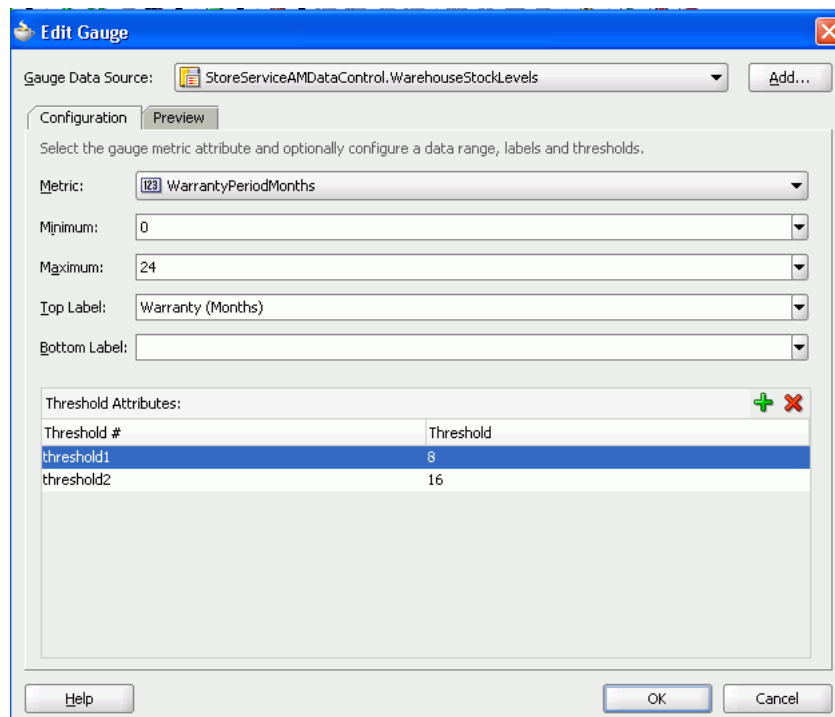 Edit Gauge
Gauge Data Source: StoreServiceAMDataControl.WarehouseStockLevels Add...
Configuration Preview
Select the gauge metric attribute and optionally configure a data range, labels and thresholds.
Metric: 123 WarrantyPeriodMonths
Minimum: 0
Maximum: 24
Top Label: Warranty (Months)
Bottom Label:
Threshold Attributes:
Threshold # Threshold
threshold1 8
threshold2 16
Help OK Cancel